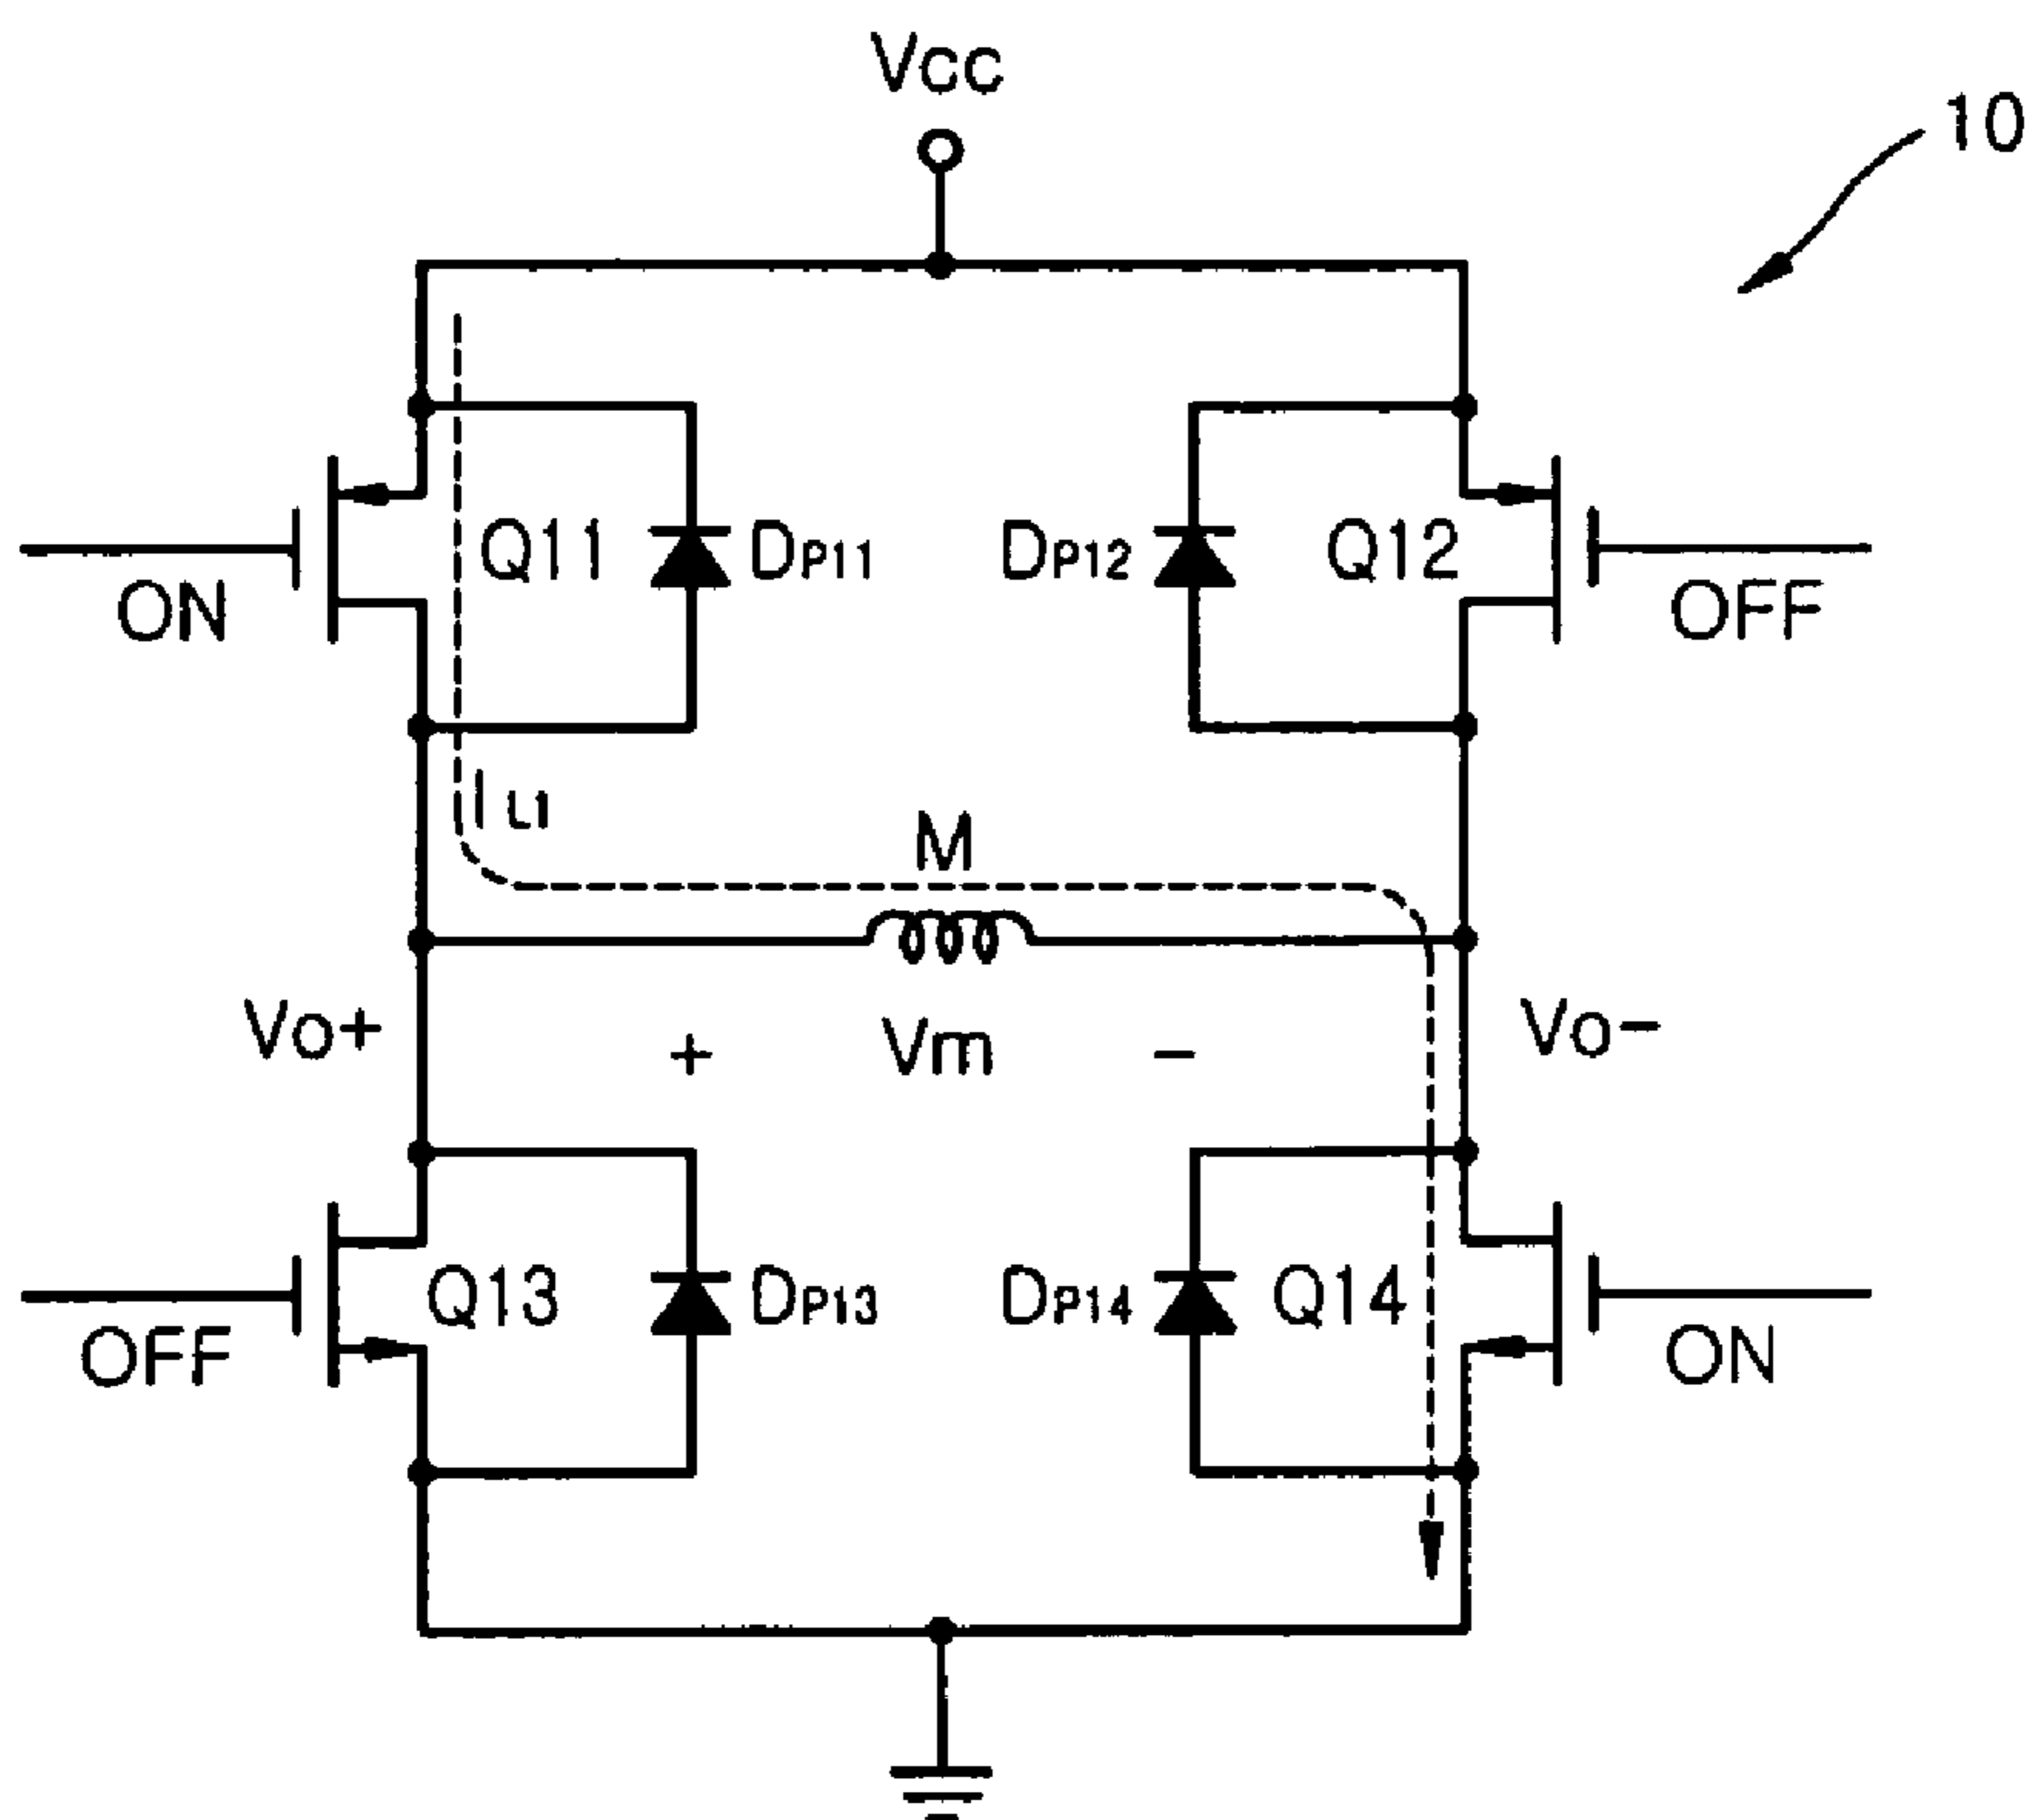 Vcc
10
Q11 DP11 DP12 Q12
ON OFF
IL1
M
Vo+ + Vm - Vo-
Q13 DP13 DP14 Q14
OFF ON